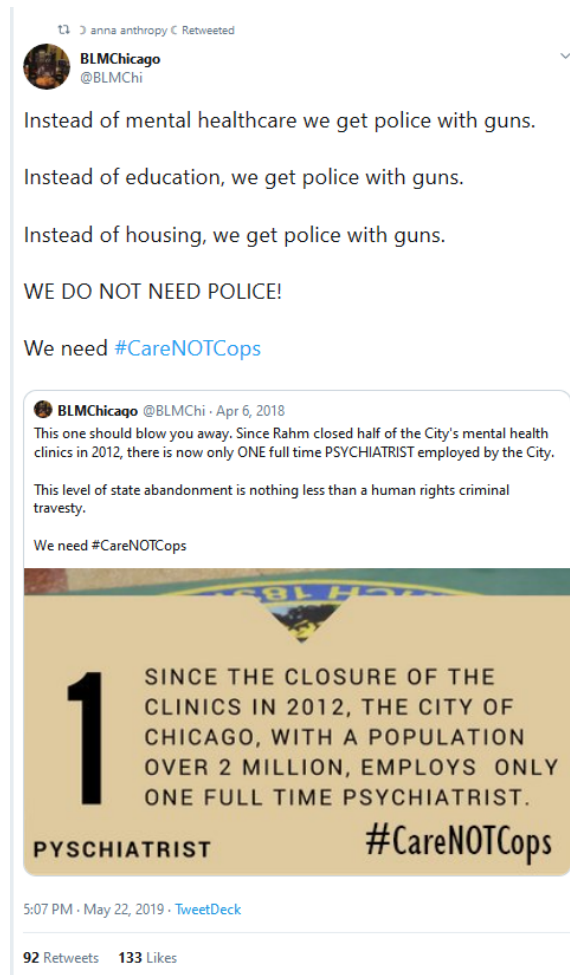 Ɔ anna anthropy C Retweeted
BLMChicago
@BLMChi
Instead of mental healthcare we get police with guns.
Instead of education, we get police with guns.
Instead of housing, we get police with guns.
WE DO NOT NEED POLICE!
We need #CareNOTCops
BLMChicago @BLMChi · Apr 6, 2018
This one should blow you away. Since Rahm closed half of the City's mental health
clinics in 2012, there is now only ONE full time PSYCHIATRIST employed by the City.
This level of state abandonment is nothing less than a human rights criminal
travesty.
We need #CareNOTCops
1
SINCE THE CLOSURE OF THE
CLINICS IN 2012, THE CITY OF
CHICAGO, WITH A POPULATION
OVER 2 MILLION, EMPLOYS ONLY
ONE FULL TIME PSYCHIATRIST.
PYSCHIATRIST
#CareNOTCops
5:07 PM · May 22, 2019 · TweetDeck
92 Retweets 133 Likes